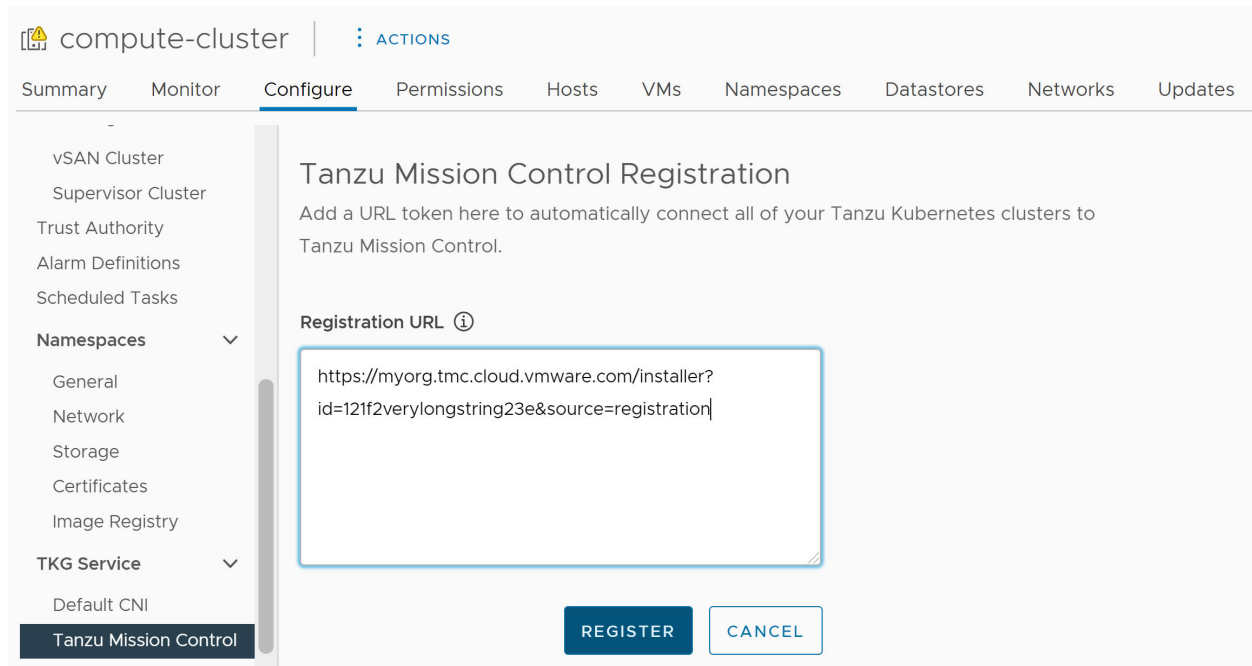 compute-cluster
ACTIONS
Summary Monitor Configure Permissions Hosts VMs Namespaces Datastores Networks Updates
vSAN Cluster
Supervisor Cluster
Trust Authority
Alarm Definitions
Scheduled Tasks
Namespaces
General
Network
Storage
Certificates
Image Registry
TKG Service
Default CNI
Tanzu Mission Control
Tanzu Mission Control Registration
Add a URL token here to automatically connect all of your Tanzu Kubernetes clusters to
Tanzu Mission Control.
Registration URL
https://myorg.tmc.cloud.vmware.com/installer?
id=121f2verylongstring23e&source=registration
REGISTER CANCEL